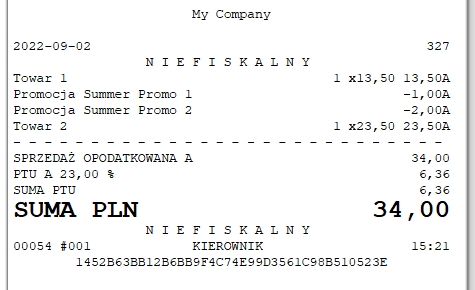 My Company
2022-09-02 327
N I E F I S K A L N Y
Towar 1 1 x13,50 13,50A
Promocja Summer Promo 1 -1,00A
Promocja Summer Promo 2 -2,00A
Towar 2 1 x23,50 23,50A
SPRZEDAŻ OPODATKOWANA A 34,00
PTU A 23,00 % 6,36
SUMA PTU 6,36
SUMA PLN 34,00
N I E F I S K A L N Y
00054 #001 KIEROWNIK 15:21
1452B63BB12B6BB9F4C74E99D3561C98B510523E